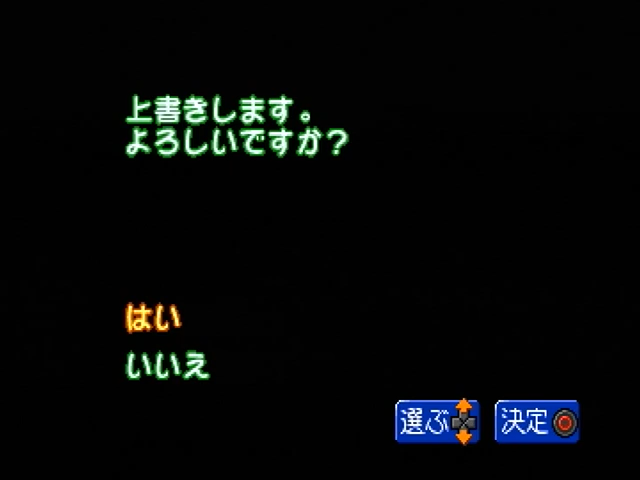 上書きします。
よろしいですか？
はい
いいえ
選ぶ 決定